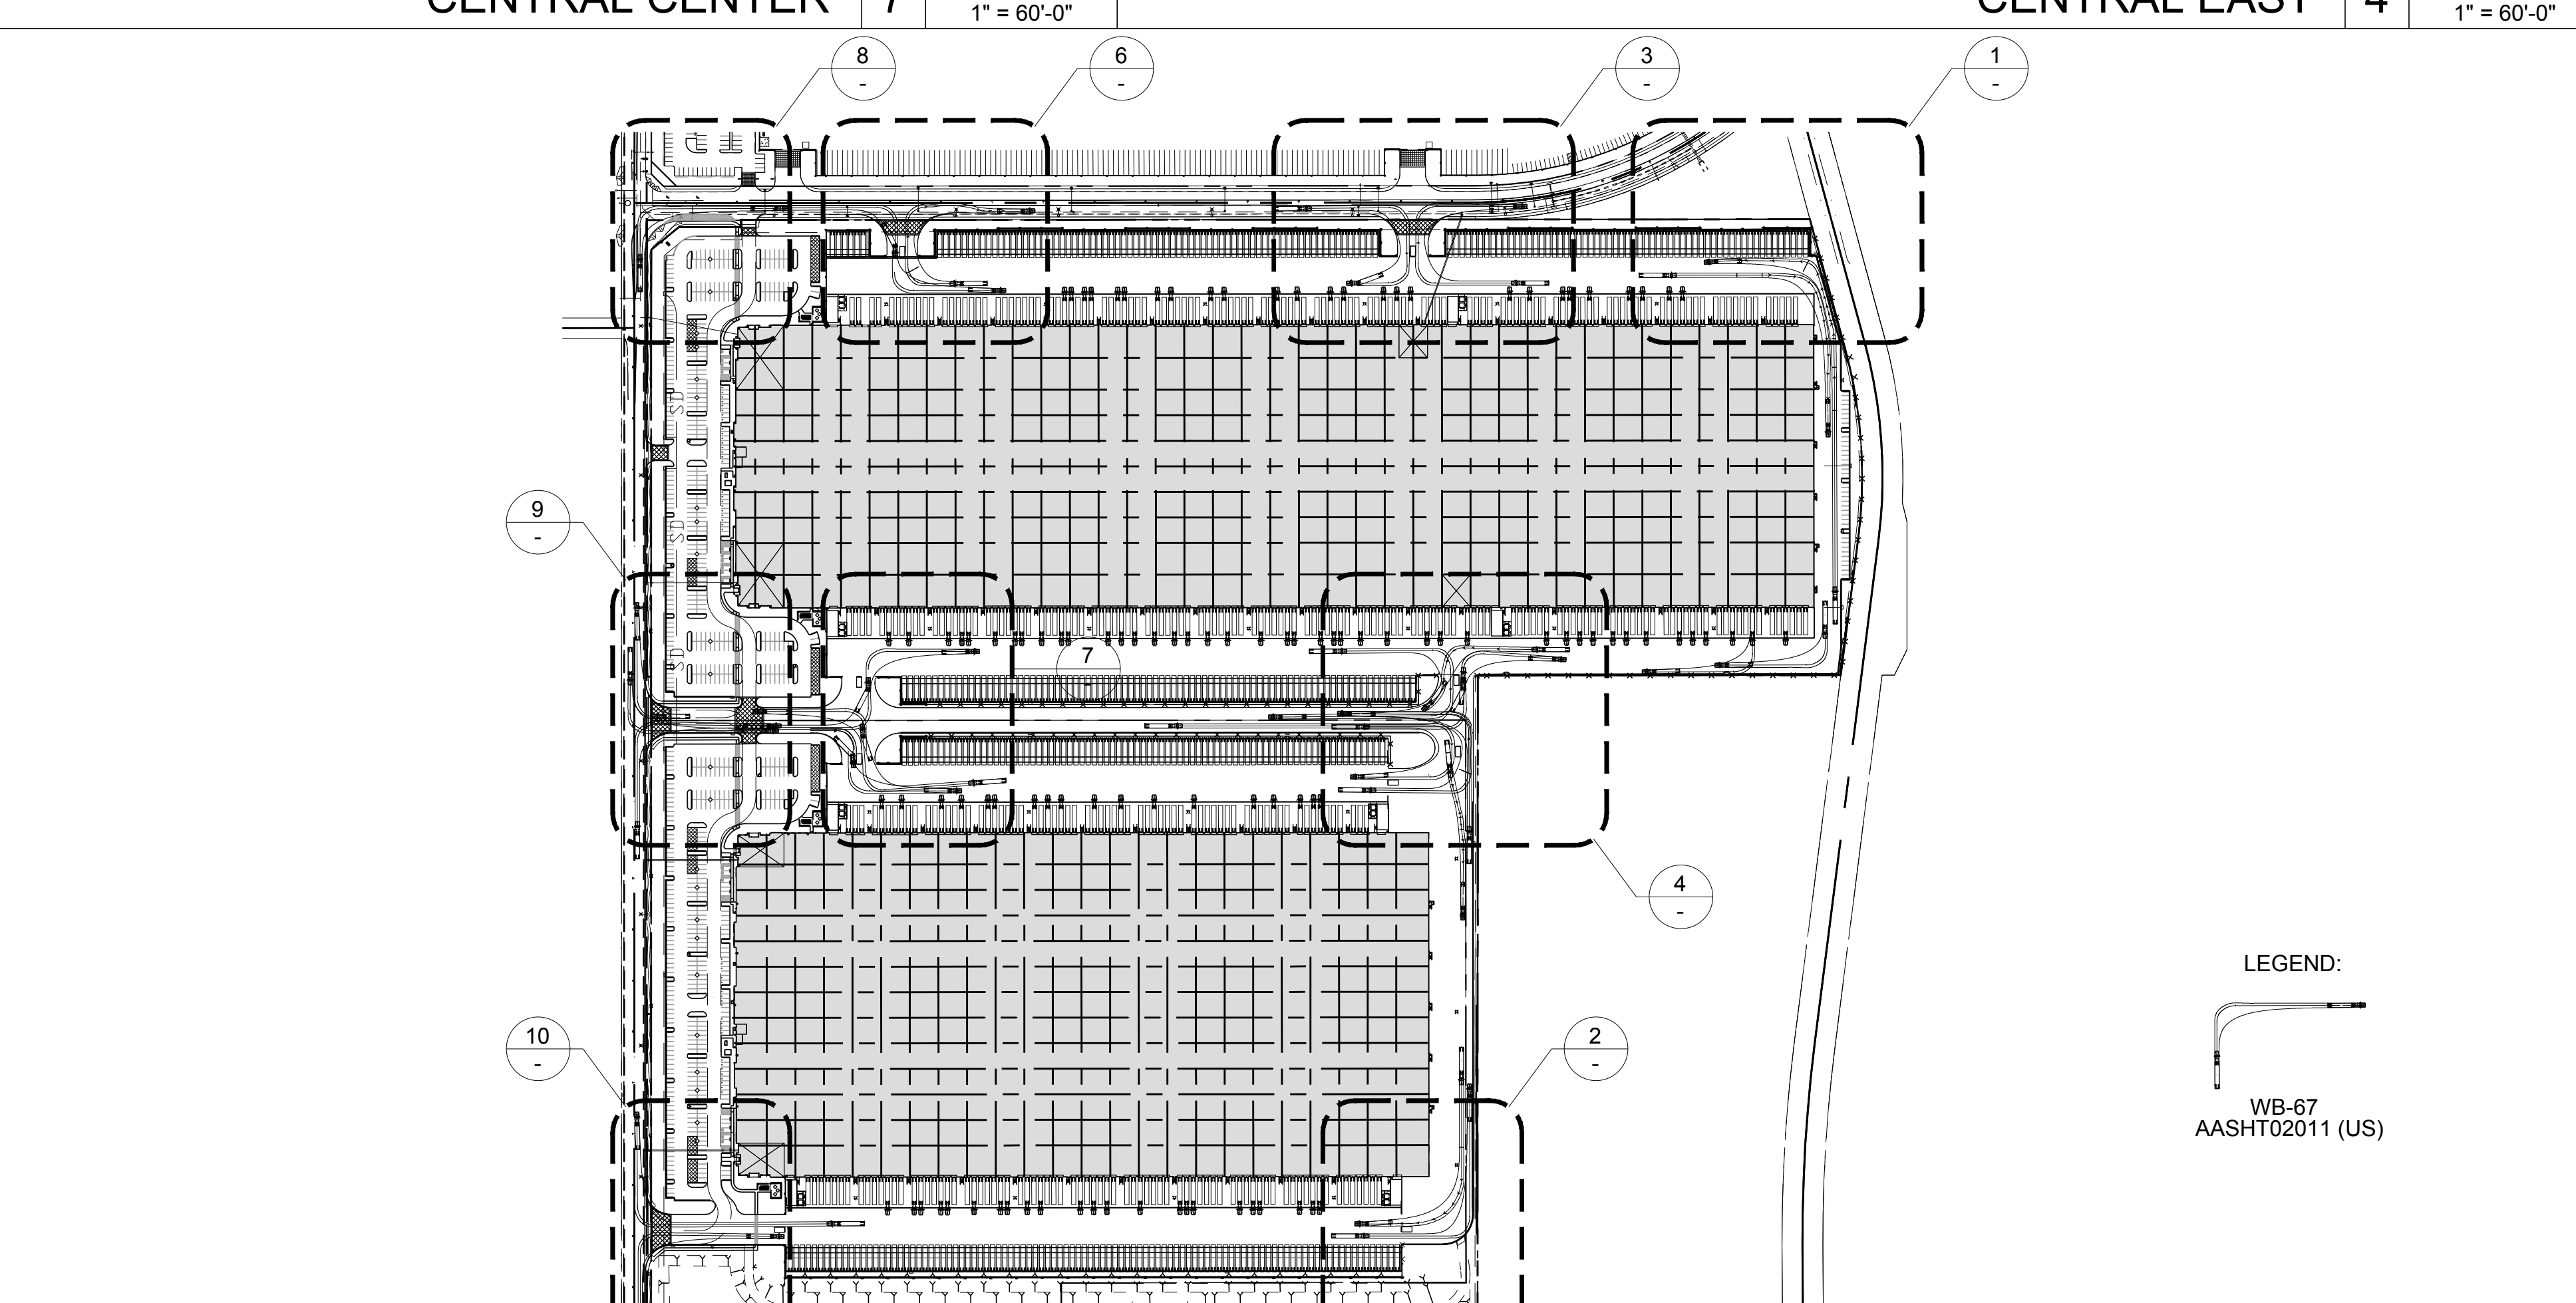 CENTRAL CENTER 7 1" = 60'-0"
CENTRAL EAST 4 1" = 60'-0"
8
-
6
-
3
-
1
-
9
-
7
-
4
-
10
-
2
-
SD
SD
SD
LEGEND:
WB-67
AASHT02011 (US)